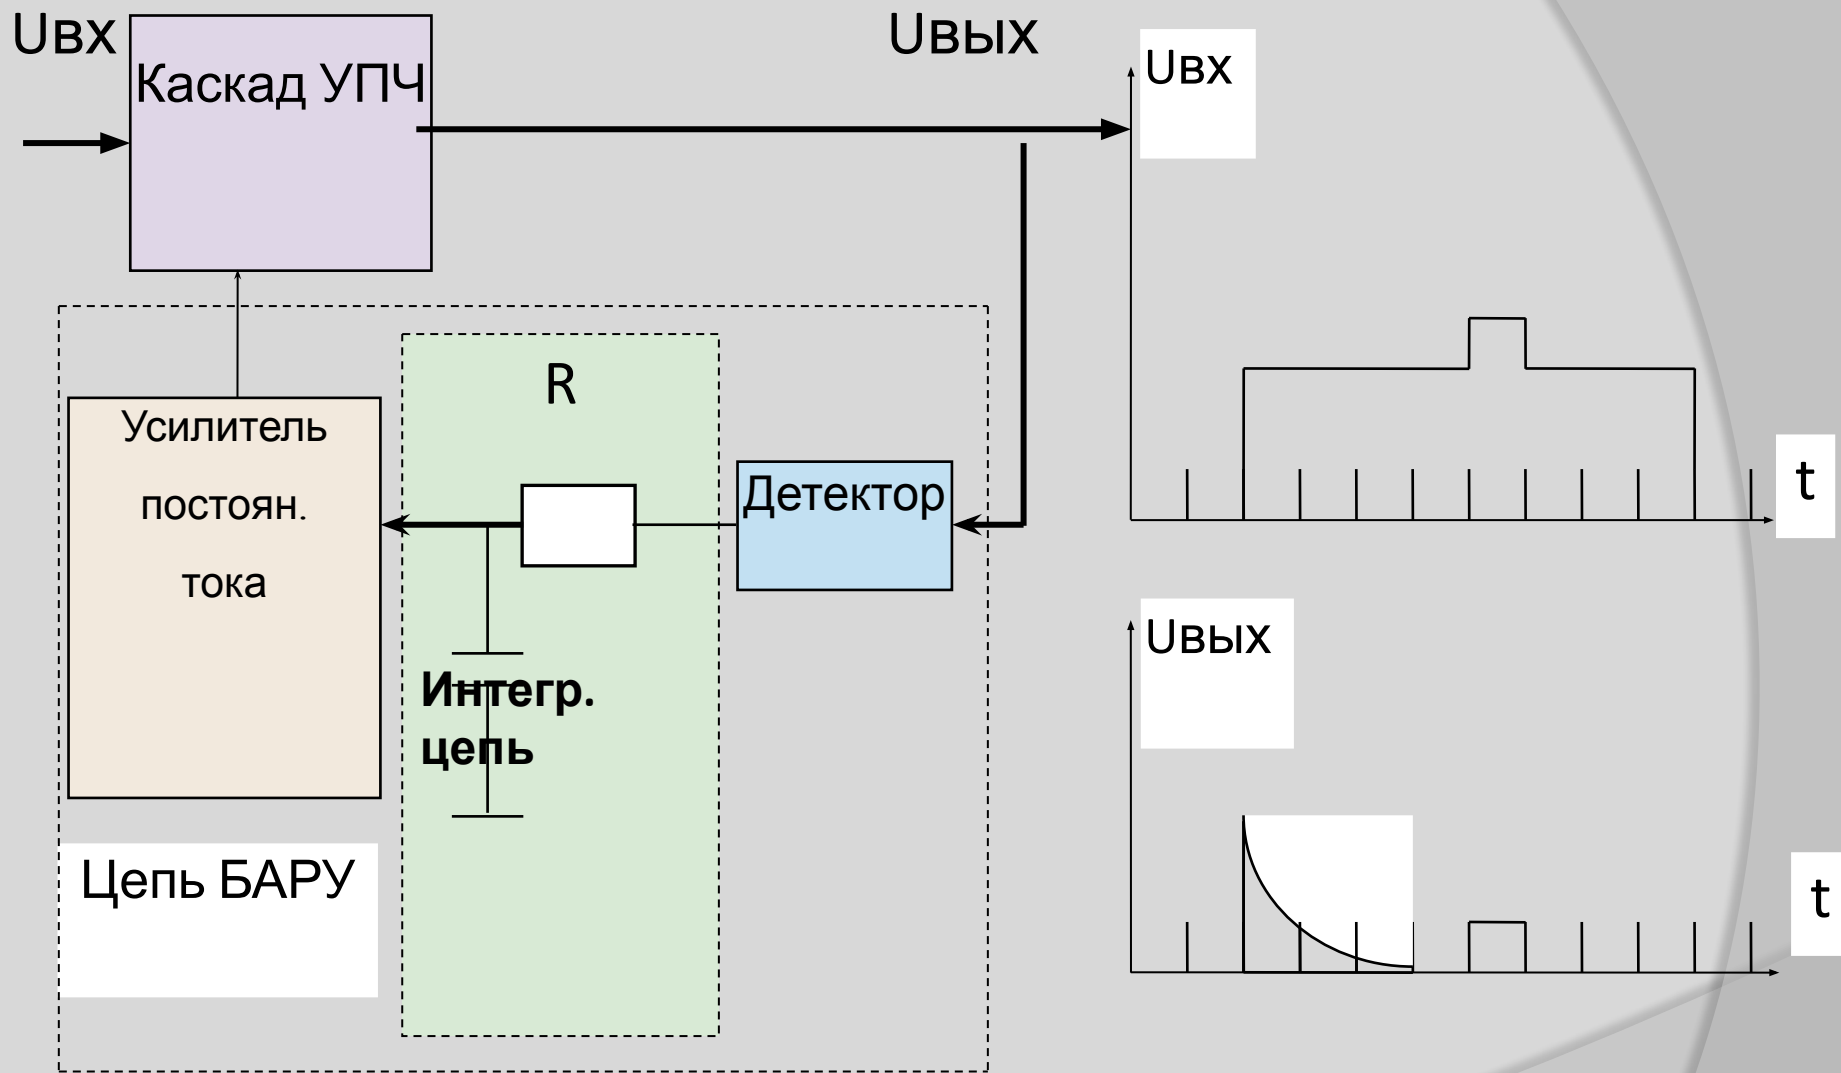 Uвх
Каскад УПЧ
Uвых
Uвх
t
R
Усилитель
постоян.
тока
Детектор
Интегр.
цепь
Цепь БАРУ
Uвых
t